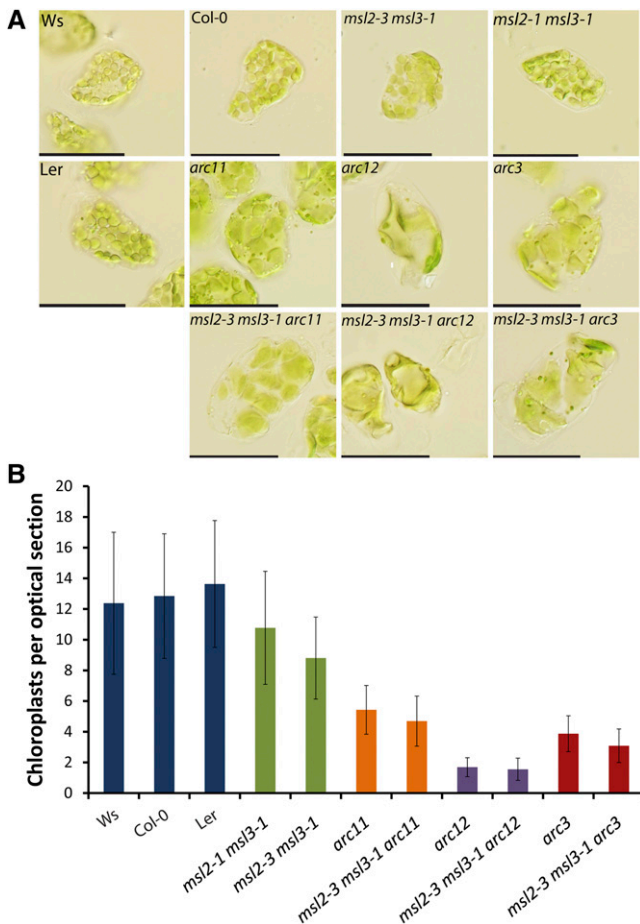 A
Ws
Col-0
msl2-3 msl3-1
msl2-1 msl3-1
Ler
arc11
arc12
arc3
msl2-3 msl3-1 arc11
msl2-3 msl3-1 arc12
msl2-3 msl3-1 arc3
B
Chloroplasts per optical section
20
18
16
14
12
10
8
6
4
2
0
Ws
Col-0
Ler
msl2-1 msl3-1
msl2-3 msl3-1
arc11
msl2-3 msl3-1 arc11
arc12
msl2-3 msl3-1 arc12
arc3
msl2-3 msl3-1 arc3